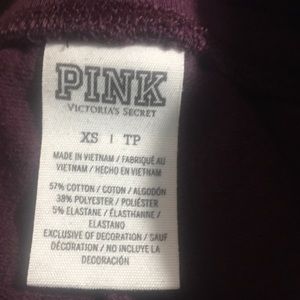 PINK
VICTORIA'S SECRET
XS | TP
MADE IN VIETNAM / FABRIQUÉ AU
VIETNAM / HECHO EN VIETNAM
57% COTTON / COTON / ALGODÓN
38% POLYESTER / POLIÉSTER
5% ELASTANE / ÉLASTHANNE /
ELASTANO
EXCLUSIVE OF DECORATION / SAUF
DÉCORATION / NO INCLUYE LA
DECORACIÓN